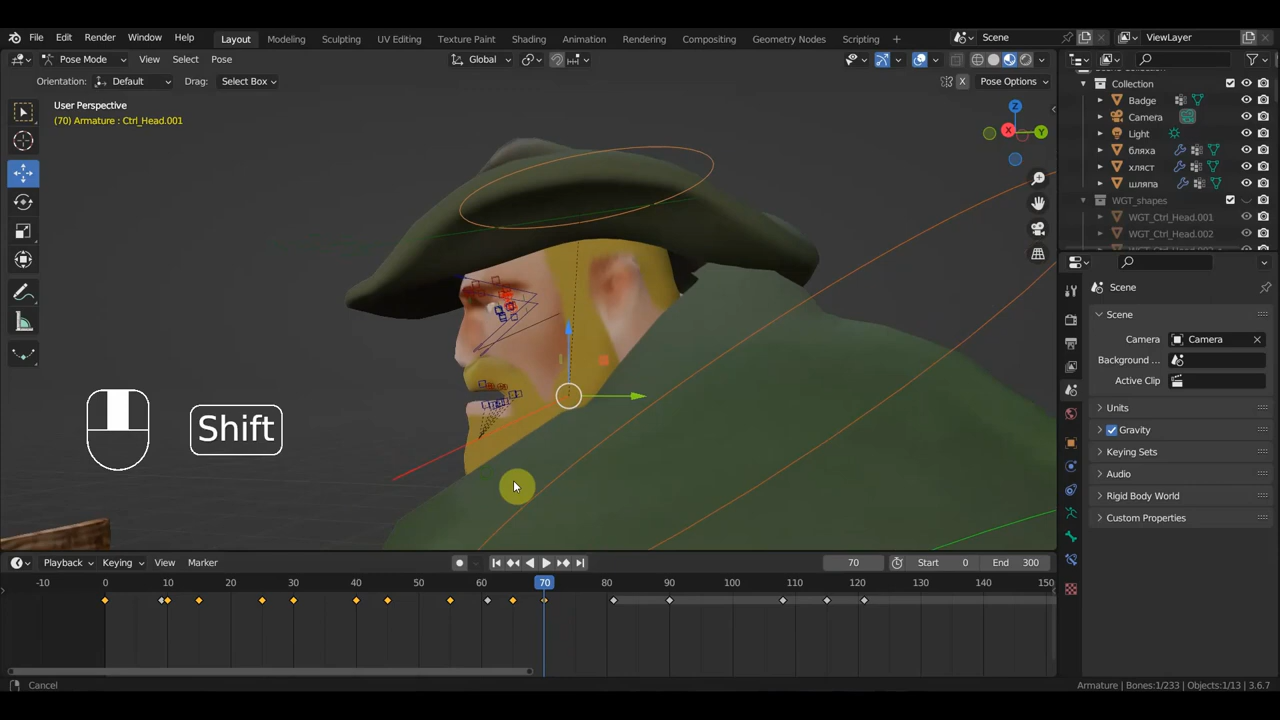 File Edit Render Window Help Layout Modeling Sculpting UV Editing Texture Paint Shading Animation Rendering Compositing Geometry Nodes Scripting + Scene ViewLayer
Pose Mode View Select Pose Global
Orientation: Default Drag: Select Box X Pose Options
User Perspective
(70) Armature : Ctrl_Head.001
Z
X
Y
Collection
Badge
Camera
Light
бляха
хляст
шляпа
WGT_shapes
WGT_Ctrl_Head.001
WGT_Ctrl_Head.002
Scene
Scene
Camera Camera
Background ...
Active Clip
Units
Gravity
Keying Sets
Audio
Rigid Body World
Custom Properties
Shift
Playback Keying View Marker 70 Start 0 End 300
-10 0 10 20 30 40 50 60 70 80 90 100 110 120 130 140 150
Cancel
Armature | Bones:1/233 | Objects:1/13 | 3.6.7